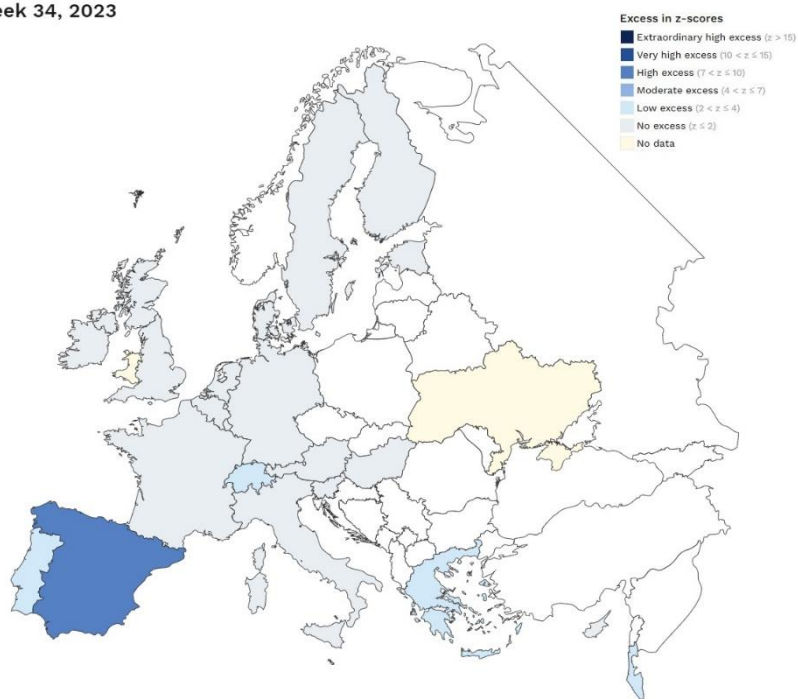 ek 34, 2023
Excess in z-scores
Extraordinary high excess (z > 15)
Very high excess (10 < z ≤ 15)
High excess (7 < z ≤ 10)
Moderate excess (4 < z ≤ 7)
Low excess (2 < z ≤ 4)
No excess (z ≤ 2)
No data